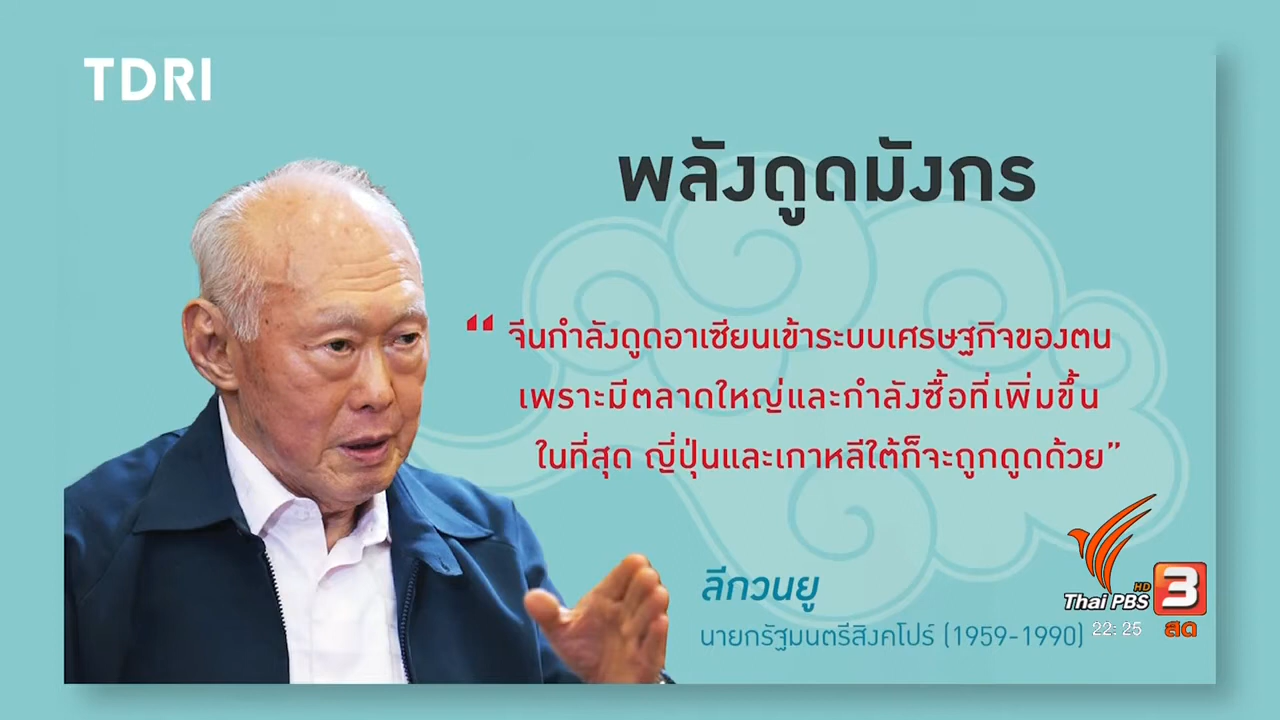 TDRI
พลังดูดมังกร
“จีนกำลังดูดอาเซียนเข้าระบบเศรษฐกิจของตน
เพราะมีตลาดใหญ่และกำลังซื้อที่เพิ่มขึ้น
ในที่สุด ญี่ปุ่นและเกาหลีใต้ก็จะถูกดูดด้วย”
ลีกวนยู
นายกรัฐมนตรีสิงคโปร์ (1959-1990)
Thai PBS HD 3
22:25 สด